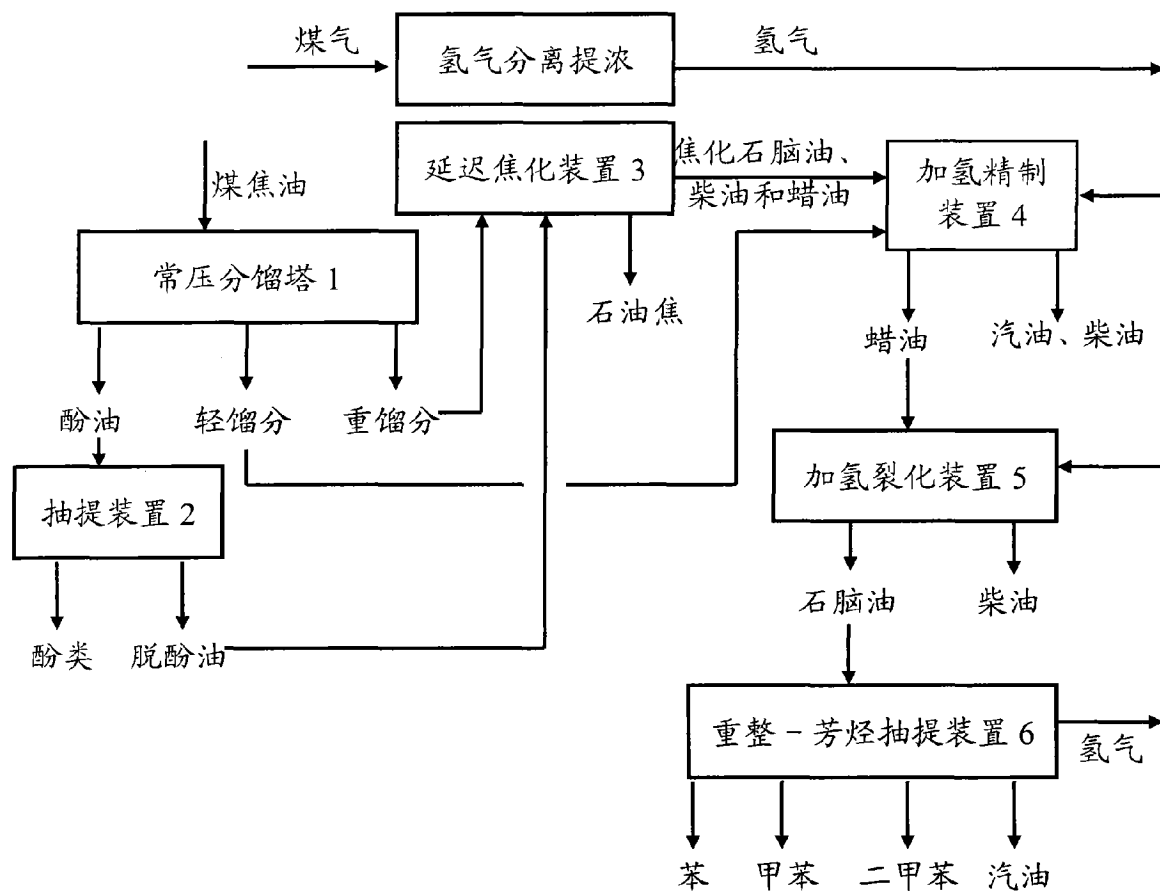 煤气
氢气分离提浓
氢气
煤焦油
延迟焦化装置 3
焦化石脑油、
柴油和蜡油
加氢精制
装置 4
常压分馏塔 1
石油焦
蜡油
汽油、柴油
酚油
轻馏分
重馏分
抽提装置 2
加氢裂化装置 5
酚类
脱酚油
石脑油
柴油
重整－芳烃抽提装置 6
氢气
苯
甲苯
二甲苯
汽油